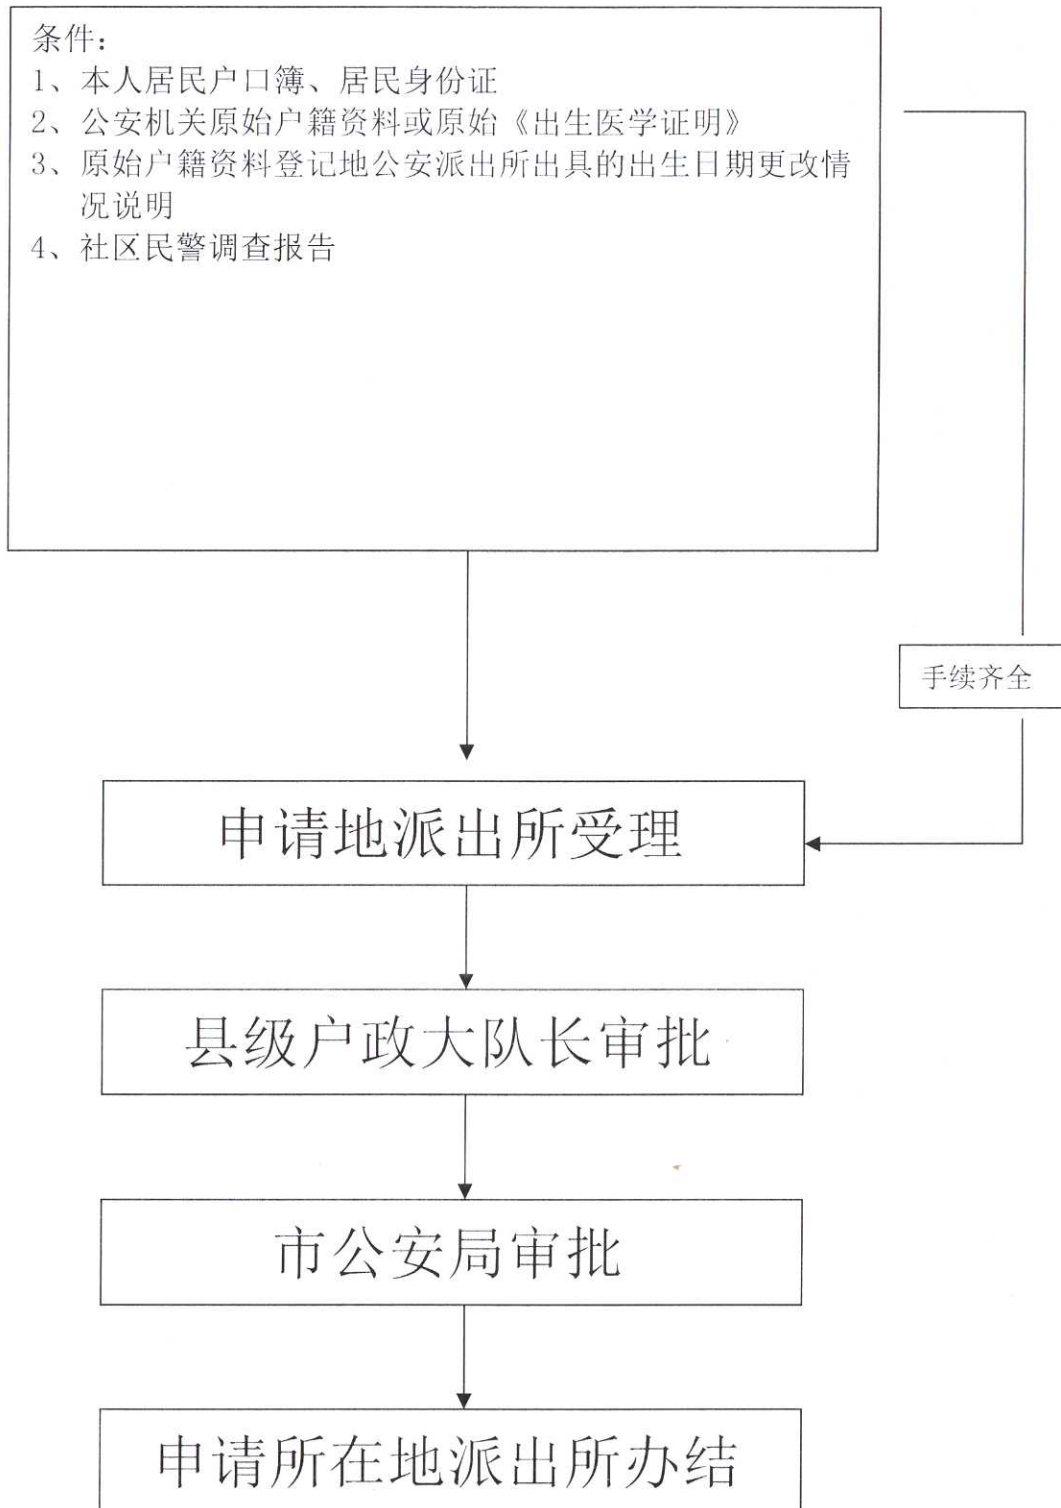 条件：
1、本人居民户口簿、居民身份证
2、公安机关原始户籍资料或原始《出生医学证明》
3、原始户籍资料登记地公安派出所出具的出生日期更改情
况说明
4、社区民警调查报告
手续齐全
申请地派出所受理
县级户政大队长审批
市公安局审批
申请所在地派出所办结